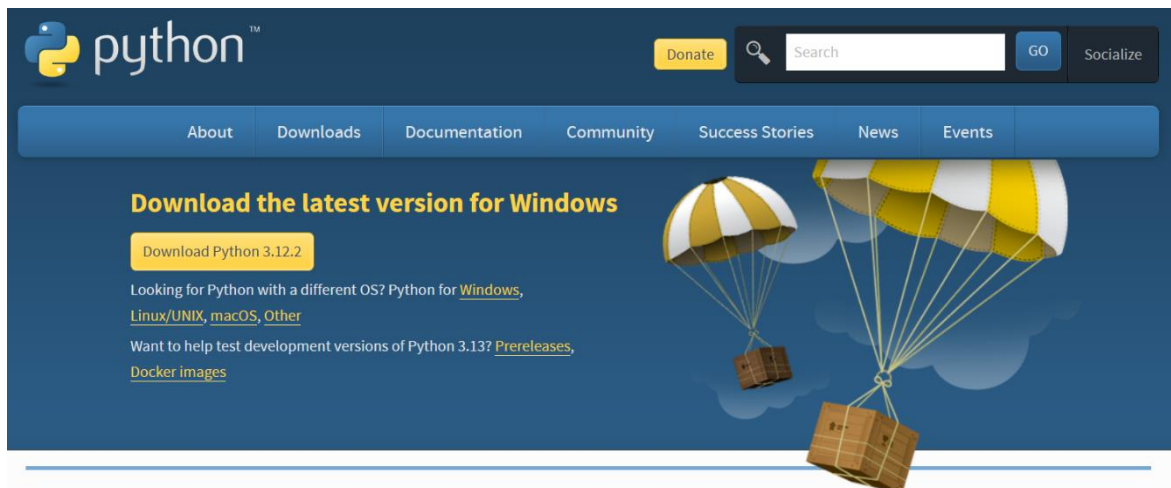 python™
Donate
Search
GO
Socialize
About
Downloads
Documentation
Community
Success Stories
News
Events
Download the latest version for Windows
Download Python 3.12.2
Looking for Python with a different OS? Python for Windows,
Linux/UNIX, macOS, Other
Want to help test development versions of Python 3.13? Prereleases,
Docker images